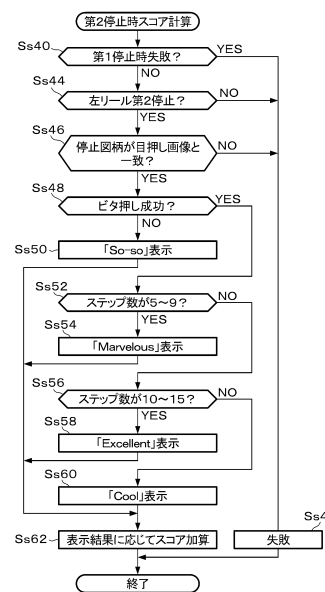 第2停止時スコア計算
Ss40
第1停止時失敗？
YES
NO
Ss44
左リール第2停止？
NO
YES
Ss46
停止図柄が目押し画像と
一致？
NO
YES
Ss48
ビタ押し成功？
YES
NO
Ss50
「So-so」表示
Ss52
ステップ数が5～9？
NO
YES
Ss54
「Marvelous」表示
Ss56
ステップ数が10～15？
NO
YES
Ss58
「Excellent」表示
Ss60
「Cool」表示
Ss62
表示結果に応じてスコア加算
失敗
終了